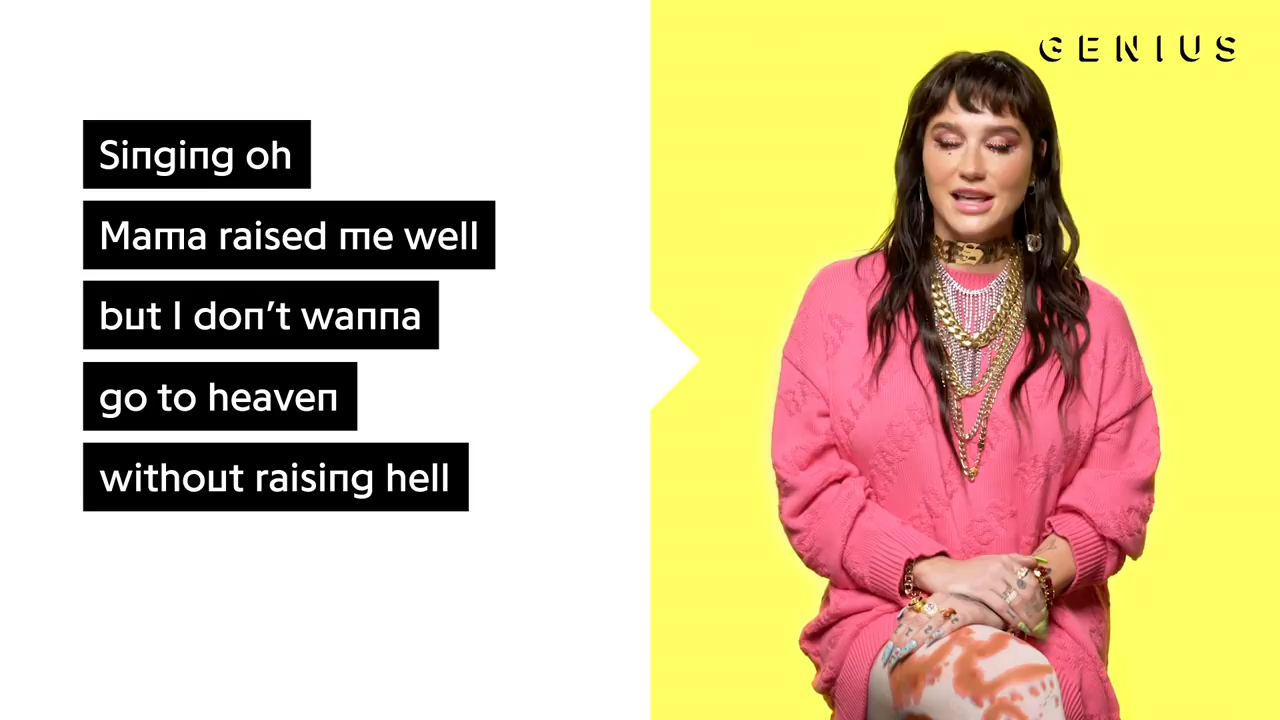 GENIUS
Singing oh
Mama raised me well
but I don't wanna
go to heaven
without raising hell